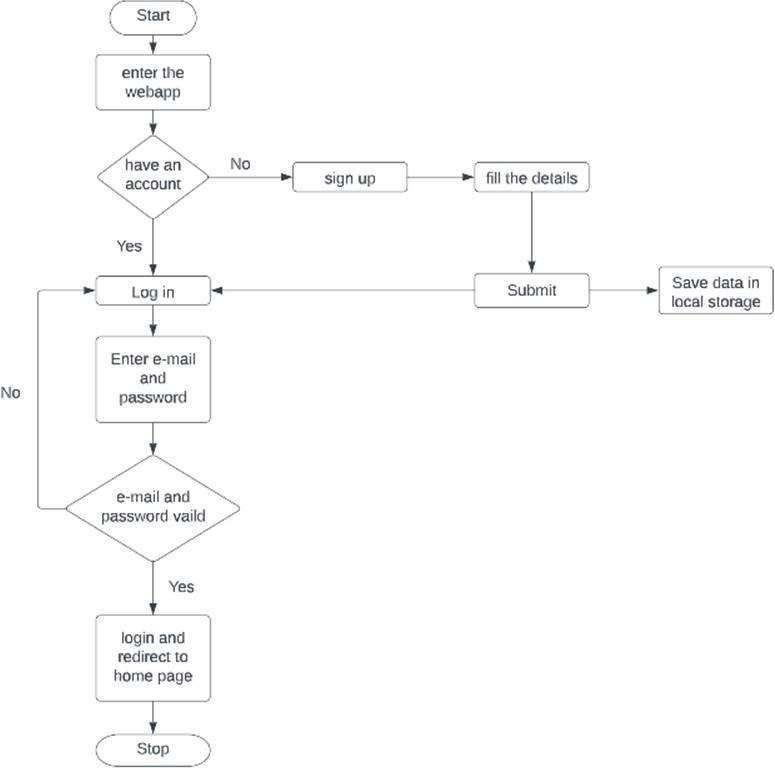 Start
enter the
webapp
have an
account
No
sign up
fill the details
Yes
Log in
Submit
Save data in
local storage
Enter e-mail
and
password
No
e-mail and
password vaild
Yes
login and
redirect to
home page
Stop